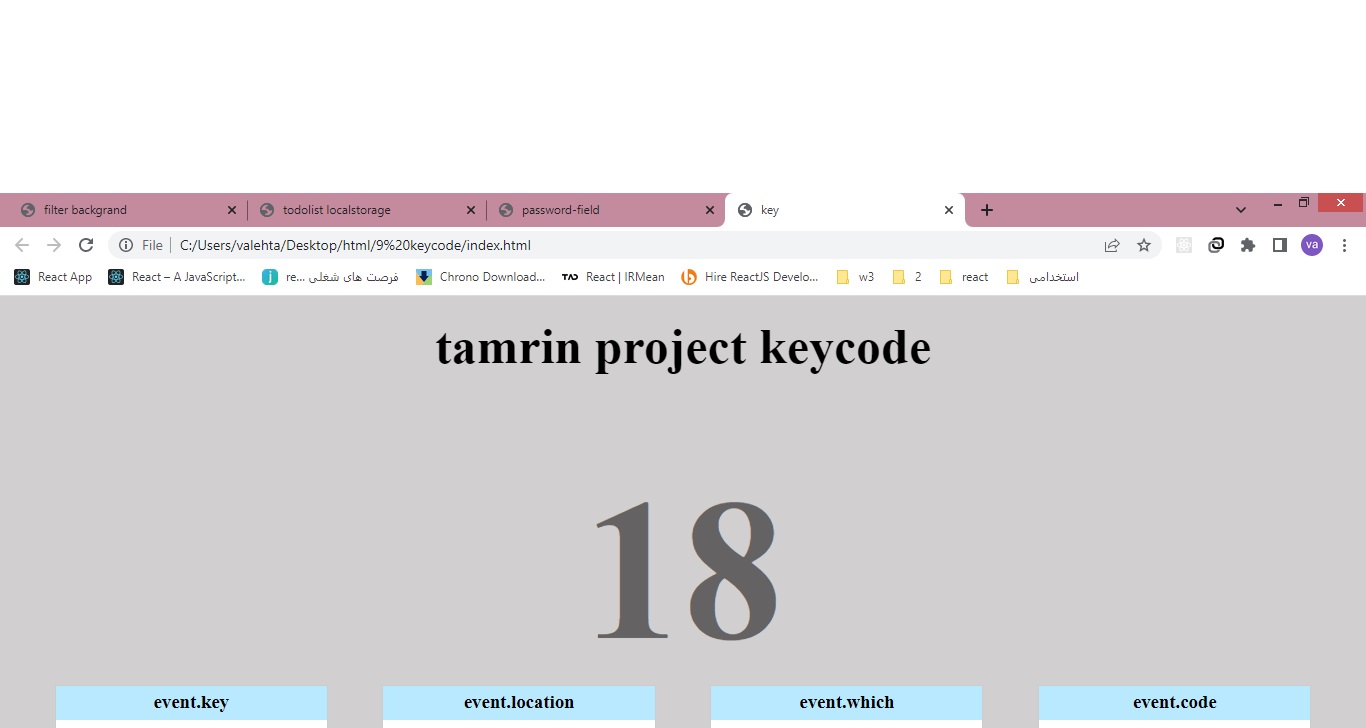 filter backgrand
todolist localstorage
password-field
key
File
C:/Users/valehta/Desktop/html/9%20keycode/index.html
va
React App
React – A JavaScript...
فرصت های شغلی re...
Chrono Download...
React | IRMean
Hire ReactJS Develo...
w3
2
react
استخدامی
tamrin project keycode
18
event.key
event.location
event.which
event.code